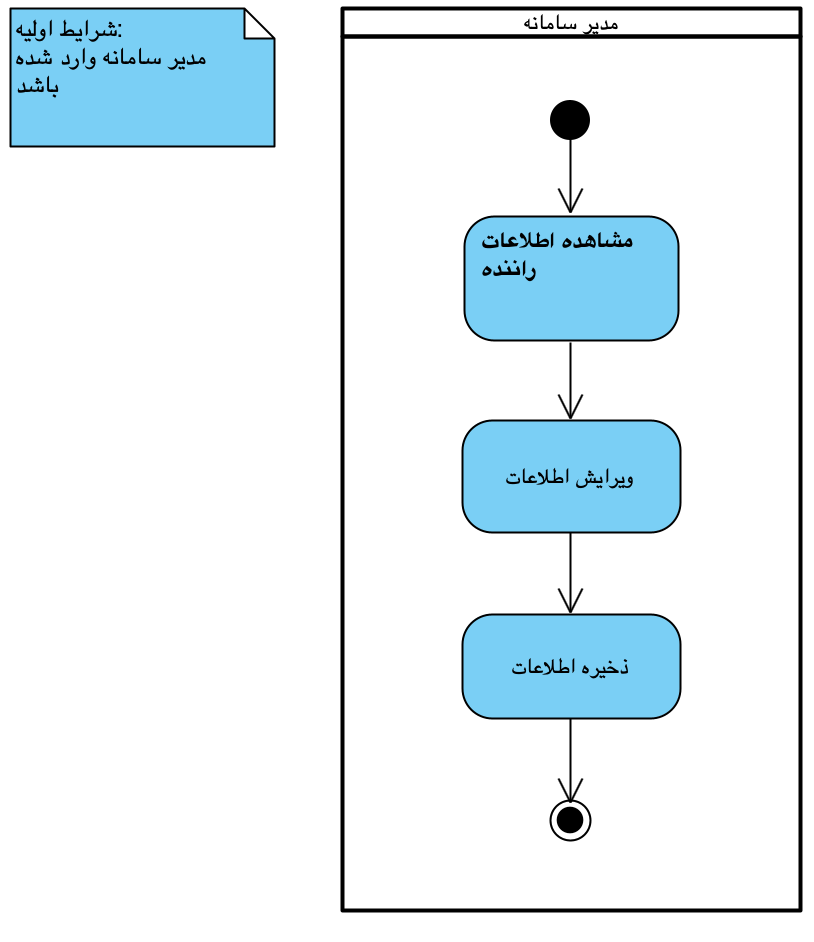 شرایط اولیه:
مدیر سامانه وارد شده
باشد
مدیر سامانه
مشاهده اطلاعات
راننده
ویرایش اطلاعات
ذخیره اطلاعات